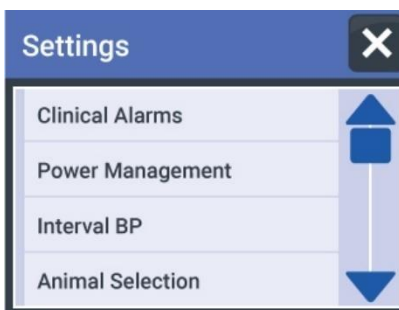 Settings
Clinical Alarms
Power Management
Interval BP
Animal Selection